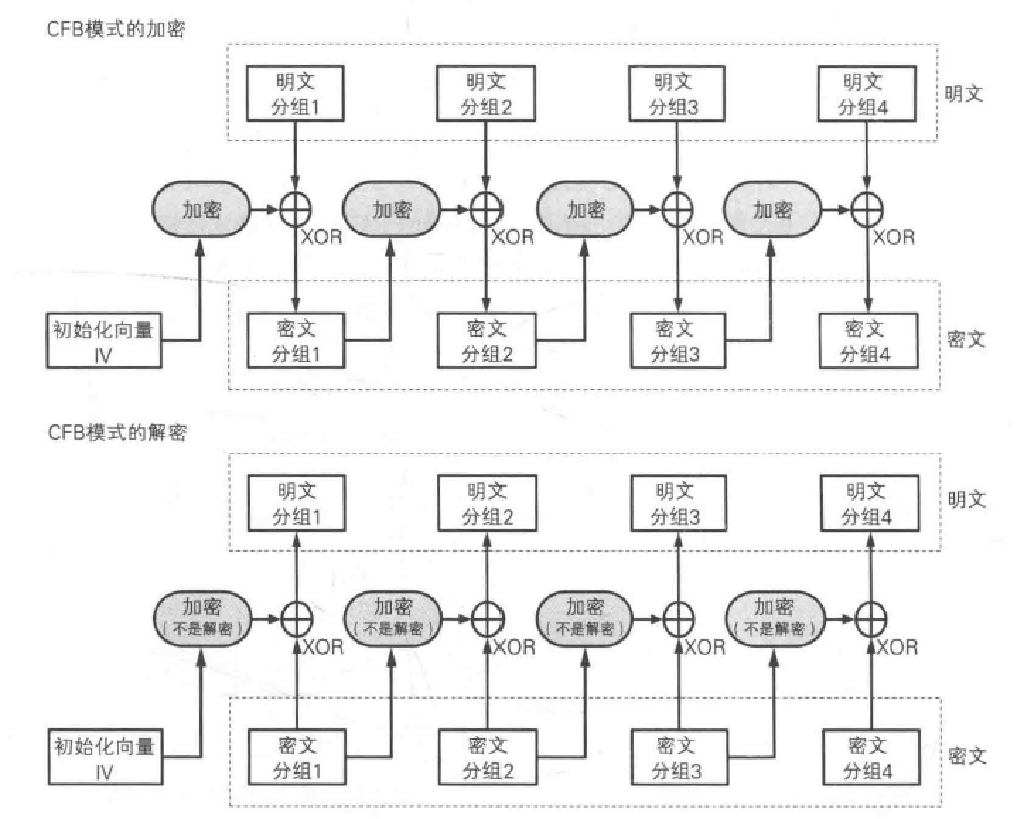 CFB模式的加密
明文
分组1
明文
分组2
明文
分组3
明文
分组4
明文
加密
加密
加密
加密
XOR
XOR
XOR
XOR
初始化向量
IV
密文
分组1
密文
分组2
密文
分组3
密文
分组4
密文
CFB模式的解密
明文
分组1
明文
分组2
明文
分组3
明文
分组4
明文
加密
(不是解密)
加密
(不是解密)
加密
(不是解密)
加密
(不是解密)
XOR
XOR
XOR
XOR
初始化向量
IV
密文
分组1
密文
分组2
密文
分组3
密文
分组4
密文